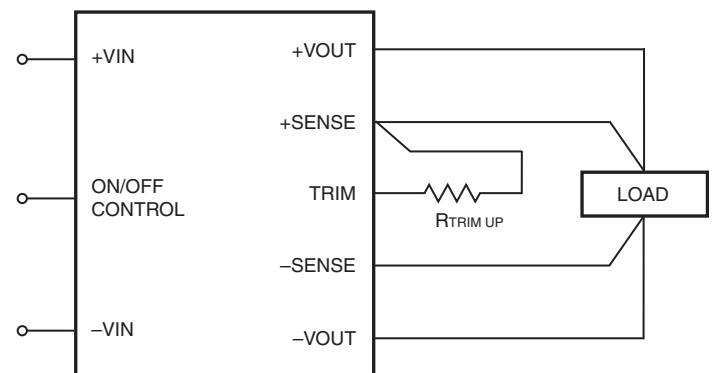 +VIN
ON/OFF
CONTROL
–VIN
+VOUT
+SENSE
TRIM
–SENSE
–VOUT
RTRIM UP
LOAD